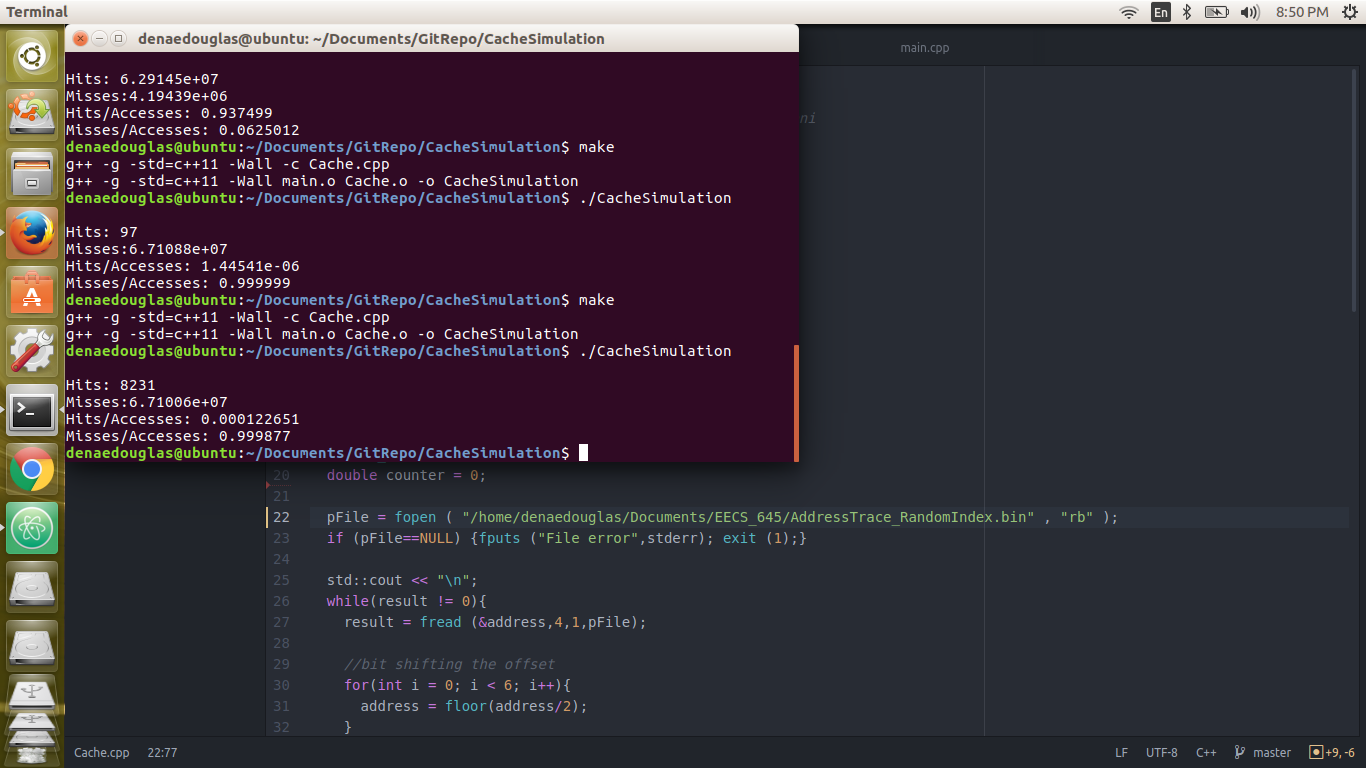 Terminal
En
8:50 PM
denaedouglas@ubuntu: ~/Documents/GitRepo/CacheSimulation
main.cpp
Hits: 6.29145e+07
Misses:4.19439e+06
Hits/Accesses: 0.937499
Misses/Accesses: 0.0625012
denaedouglas@ubuntu:~/Documents/GitRepo/CacheSimulation$ make
g++ -g -std=c++11 -Wall -c Cache.cpp
g++ -g -std=c++11 -Wall main.o Cache.o -o CacheSimulation
denaedouglas@ubuntu:~/Documents/GitRepo/CacheSimulation$ ./CacheSimulation
Hits: 97
Misses:6.71088e+07
Hits/Accesses: 1.44541e-06
Misses/Accesses: 0.999999
denaedouglas@ubuntu:~/Documents/GitRepo/CacheSimulation$ make
g++ -g -std=c++11 -Wall -c Cache.cpp
g++ -g -std=c++11 -Wall main.o Cache.o -o CacheSimulation
denaedouglas@ubuntu:~/Documents/GitRepo/CacheSimulation$ ./CacheSimulation
Hits: 8231
Misses:6.71006e+07
Hits/Accesses: 0.000122651
Misses/Accesses: 0.999877
denaedouglas@ubuntu:~/Documents/GitRepo/CacheSimulation$
ni
20 double counter = 0;
21
22 pFile = fopen ( "/home/denaedouglas/Documents/EECS_645/AddressTrace_RandomIndex.bin" , "rb" );
23 if (pFile==NULL) {fputs ("File error",stderr); exit (1);}
24
25 std::cout << "\n";
26 while(result != 0){
27 result = fread (&address,4,1,pFile);
28
29 //bit shifting the offset
30 for(int i = 0; i < 6; i++){
31 address = floor(address/2);
32 }
Cache.cpp 22:77
LF UTF-8 C++ master +9, -6